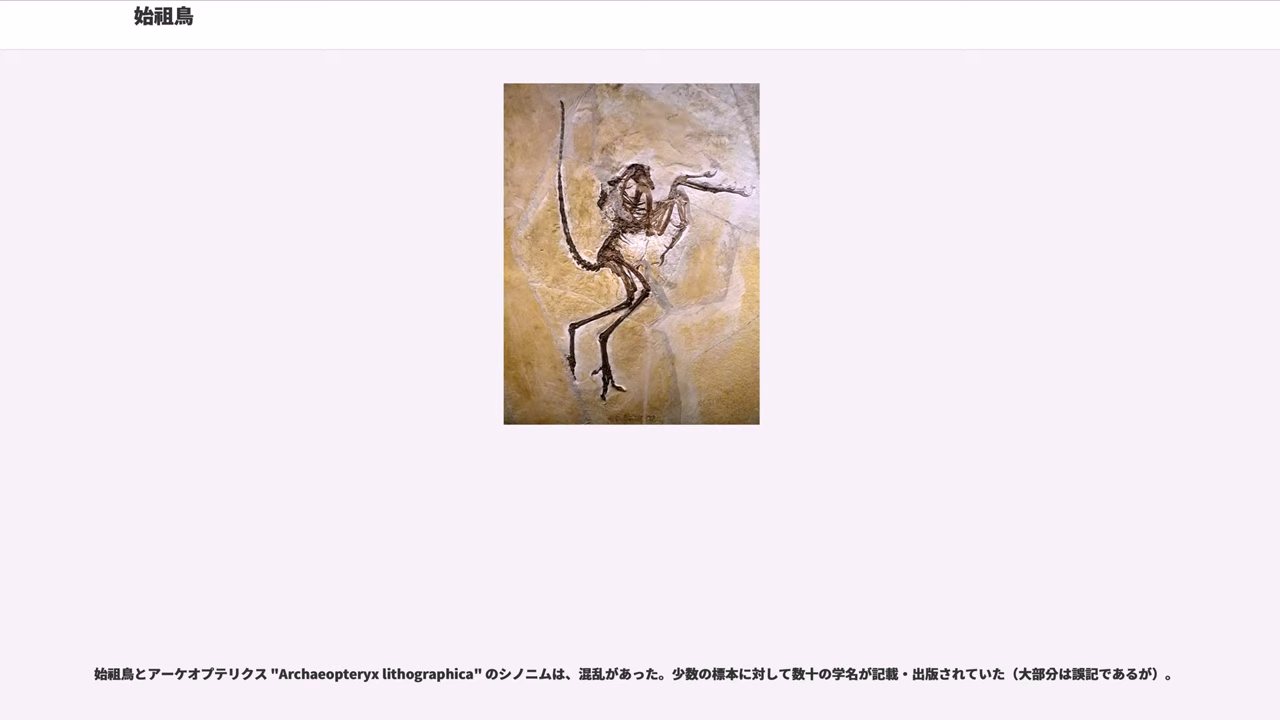 始祖鳥
始祖鳥とアーケオプテリクス "Archaeopteryx lithographica" のシノニムは、混乱があった。少数の標本に対して数十の学名が記載・出版されていた（大部分は誤記であるが）。